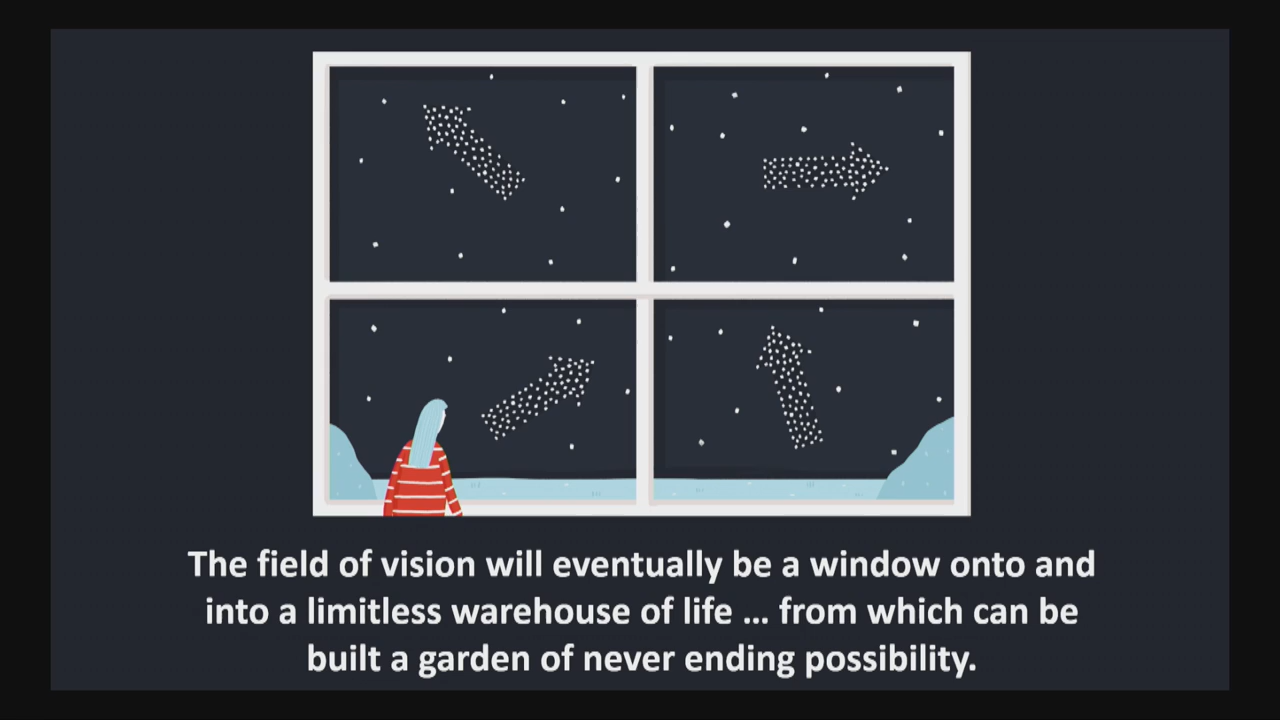 The field of vision will eventually be a window onto and
into a limitless warehouse of life ... from which can be
built a garden of never ending possibility.